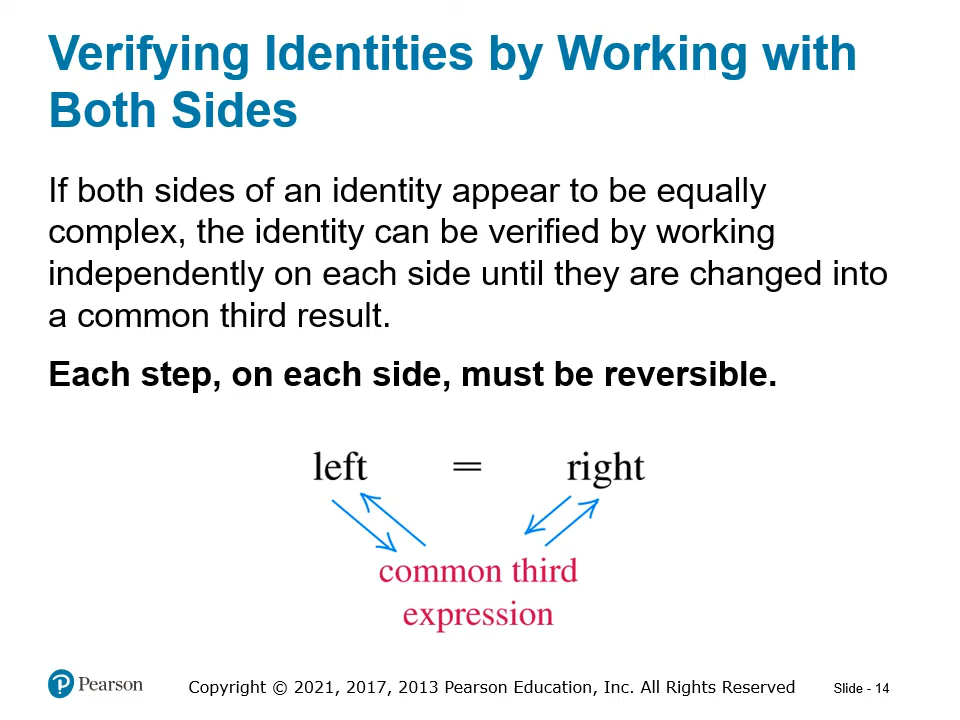 Verifying Identities by Working with
Both Sides
If both sides of an identity appear to be equally
complex, the identity can be verified by working
independently on each side until they are changed into
a common third result.
Each step, on each side, must be reversible.
left = right
common third
expression
Pearson
Copyright © 2021, 2017, 2013 Pearson Education, Inc. All Rights Reserved
Slide - 14